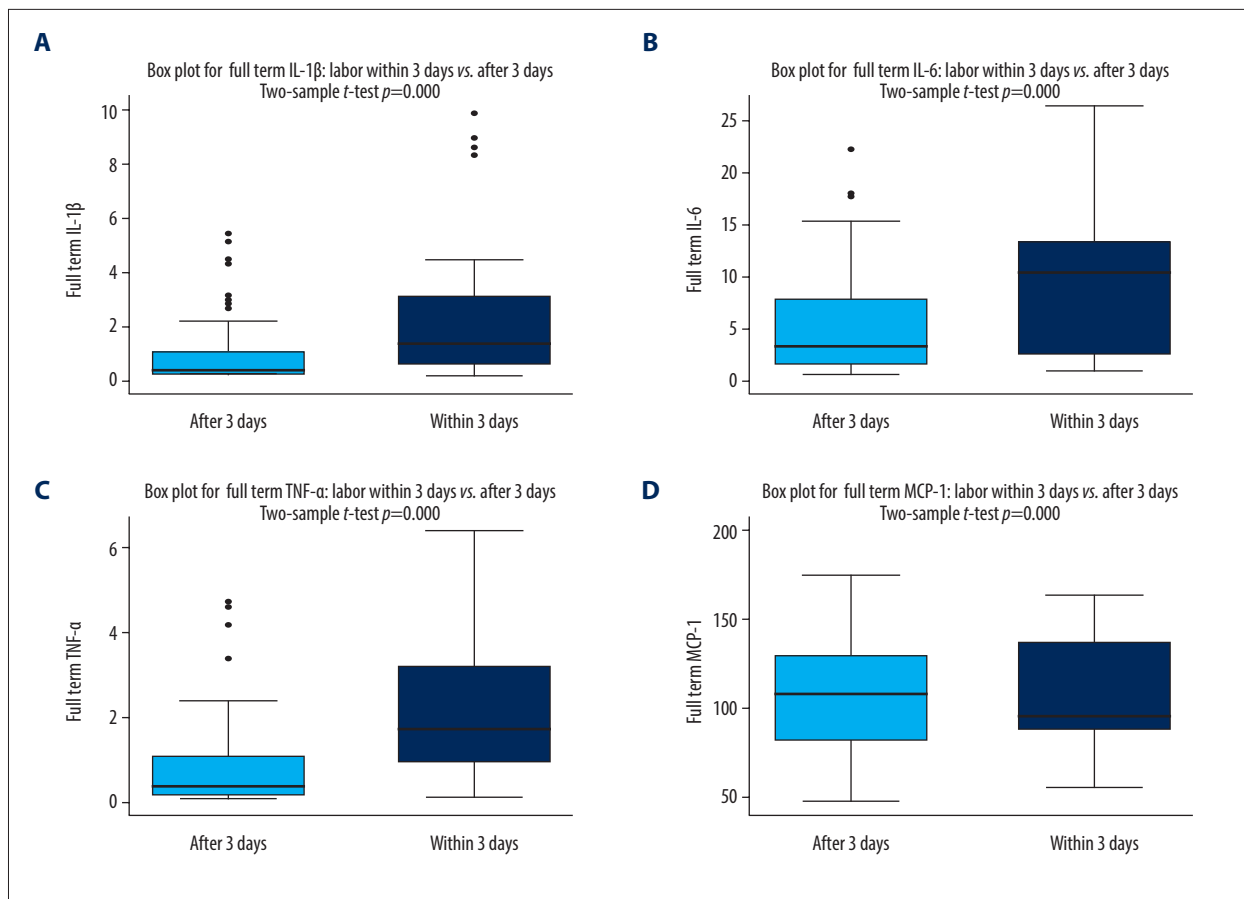 A
Box plot for full term IL-1β: labor within 3 days vs. after 3 days
Two-sample t-test p=0.000
Full term IL-1β
10
8
6
4
2
0
After 3 days
Within 3 days
B
Box plot for full term IL-6: labor within 3 days vs. after 3 days
Two-sample t-test p=0.000
Full term IL-6
25
20
15
10
5
0
After 3 days
Within 3 days
C
Box plot for full term TNF-α: labor within 3 days vs. after 3 days
Two-sample t-test p=0.000
Full term TNF-α
6
4
2
0
After 3 days
Within 3 days
D
Box plot for full term MCP-1: labor within 3 days vs. after 3 days
Two-sample t-test p=0.000
Full term MCP-1
200
150
100
50
After 3 days
Within 3 days